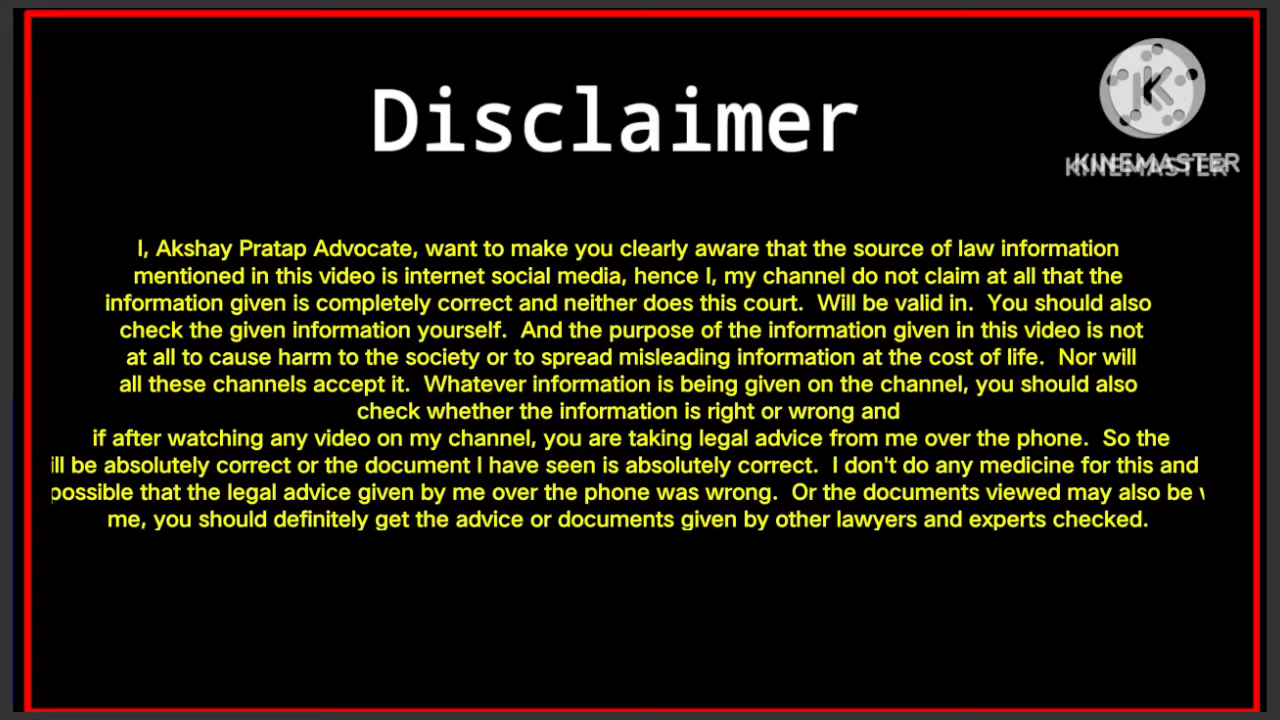 Disclaimer
KINEMASTER
KINEMASTER
I, Akshay Pratap Advocate, want to make you clearly aware that the source of law information
mentioned in this video is internet social media, hence I, my channel do not claim at all that the
information given is completely correct and neither does this court. Will be valid in. You should also
check the given information yourself. And the purpose of the information given in this video is not
at all to cause harm to the society or to spread misleading information at the cost of life. Nor will
all these channels accept it. Whatever information is being given on the channel, you should also
check whether the information is right or wrong and
if after watching any video on my channel, you are taking legal advice from me over the phone. So the
be absolutely correct or the document I have seen is absolutely correct. I don't do any medicine for this and
possible that the legal advice given by me over the phone was wrong. Or the documents viewed may also be
me, you should definitely get the advice or documents given by other lawyers and experts checked.